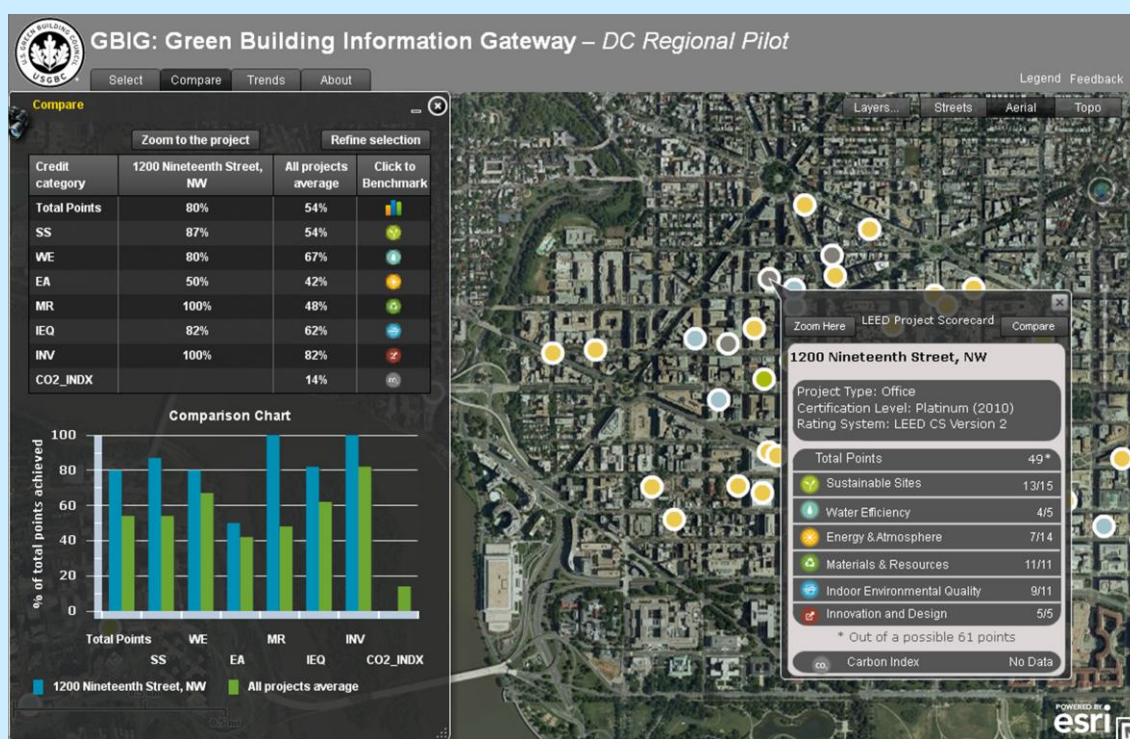 U.S. GREEN BUILDING COUNCIL
USGBC
GBIG: Green Building Information Gateway – DC Regional Pilot
Select Compare Trends About
Legend Feedback
Compare
Layers... Streets Aerial Topo
Zoom to the project Refine selection
Credit category 1200 Nineteenth Street, NW All projects average Click to Benchmark
Total Points 80% 54%
SS 87% 54%
WE 80% 67%
EA 50% 42%
MR 100% 48%
IEQ 82% 62%
INV 100% 82%
CO2_INDX 14%
Comparison Chart
% of total points achieved
100
80
60
40
20
0
Total Points WE MR INV
SS EA IEQ CO2_INDX
1200 Nineteenth Street, NW All projects average
Zoom Here LEED Project Scorecard Compare
1200 Nineteenth Street, NW
Project Type: Office
Certification Level: Platinum (2010)
Rating System: LEED CS Version 2
Total Points 49*
Sustainable Sites 13/15
Water Efficiency 4/5
Energy & Atmosphere 7/14
Materials & Resources 11/11
Indoor Environmental Quality 9/11
Innovation and Design 5/5
* Out of a possible 61 points
CO₂ Carbon Index No Data
POWERED BY
esri